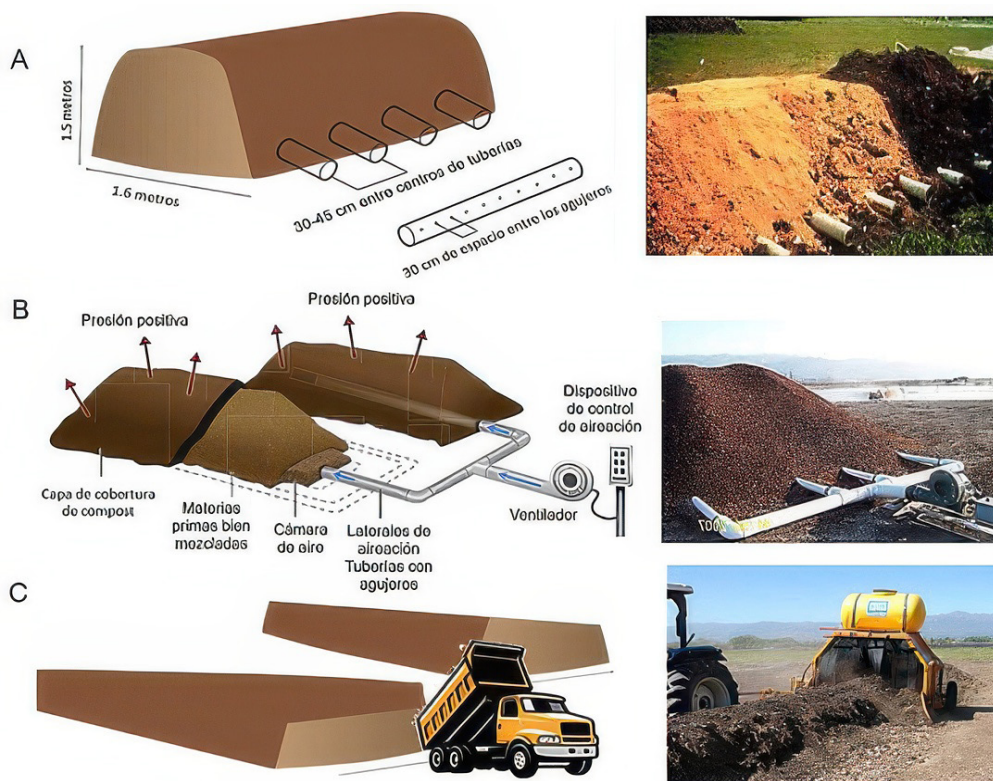 A
1.5 metros
1.6 metros
30-45 cm entre centros de tuberías
30 cm de espacio entre los agujeros
B
Presión positiva
Presión positiva
Dispositivo
de control
de aireación
Capa de cobertura
de compost
Materias
primas bien
mezcladas
Cámara
de aire
Laterales de
aireación
Tuberías con
agujeros
Ventilador
C